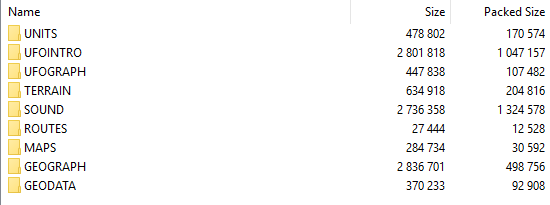 Name Size Packed Size
UNITS 478 802 170 574
UFOINTRO 2 801 818 1 047 157
UFOGRAPH 447 838 107 482
TERRAIN 634 918 204 816
SOUND 2 736 358 1 324 578
ROUTES 27 444 12 528
MAPS 284 734 30 592
GEOGRAPH 2 836 701 498 756
GEODATA 370 233 92 908